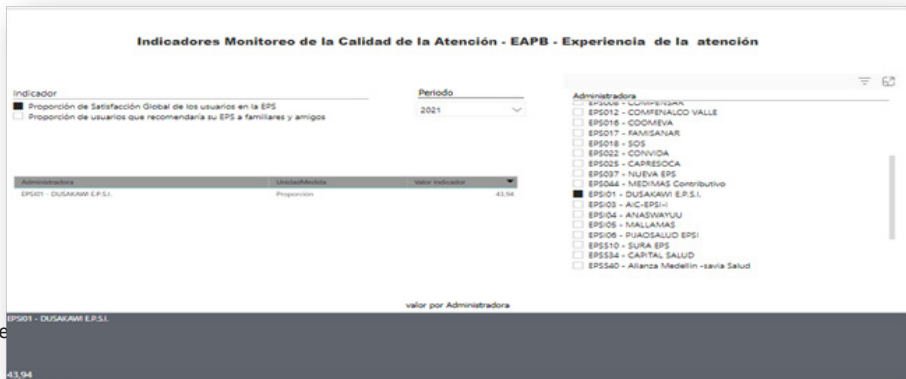 Indicadores Monitoreo de la Calidad de la Atención - EAPB - Experiencia de la atención
Indicador
Proporción de Satisfacción Global de los usuarios en la EPS
Proporción de usuarios que recomendaría su EPS a familiares y amigos
Periodo
2021
Administradora
EPS008 - COMPENSAR
EPS012 - COMFENALCO VALLE
EPS016 - COOMEVA
EPS017 - FAMISANAR
EPS018 - SOS
EPS022 - CONVIDA
EPS025 - CAPRESOCA
EPS037 - NUEVA EPS
EPS044 - MEDIMAS Contributivo
EPSI01 - DUSAKAWI E.P.S.I.
EPSI03 - AIC-EPSI-I
EPSI04 - ANASWAYUU
EPSI05 - MALLAMAS
EPSI06 - PIJAOSALUD EPSI
EPSS10 - SURA EPS
EPSS34 - CAPITAL SALUD
EPSS40 - Alianza Medellin -savia Salud
Administradora UnidadMedida Valor Indicador
EPSI01 - DUSAKAWI E.P.S.I. Proporción 43,94
valor por Administradora
EPSI01 - DUSAKAWI E.P.S.I.
e
43,94